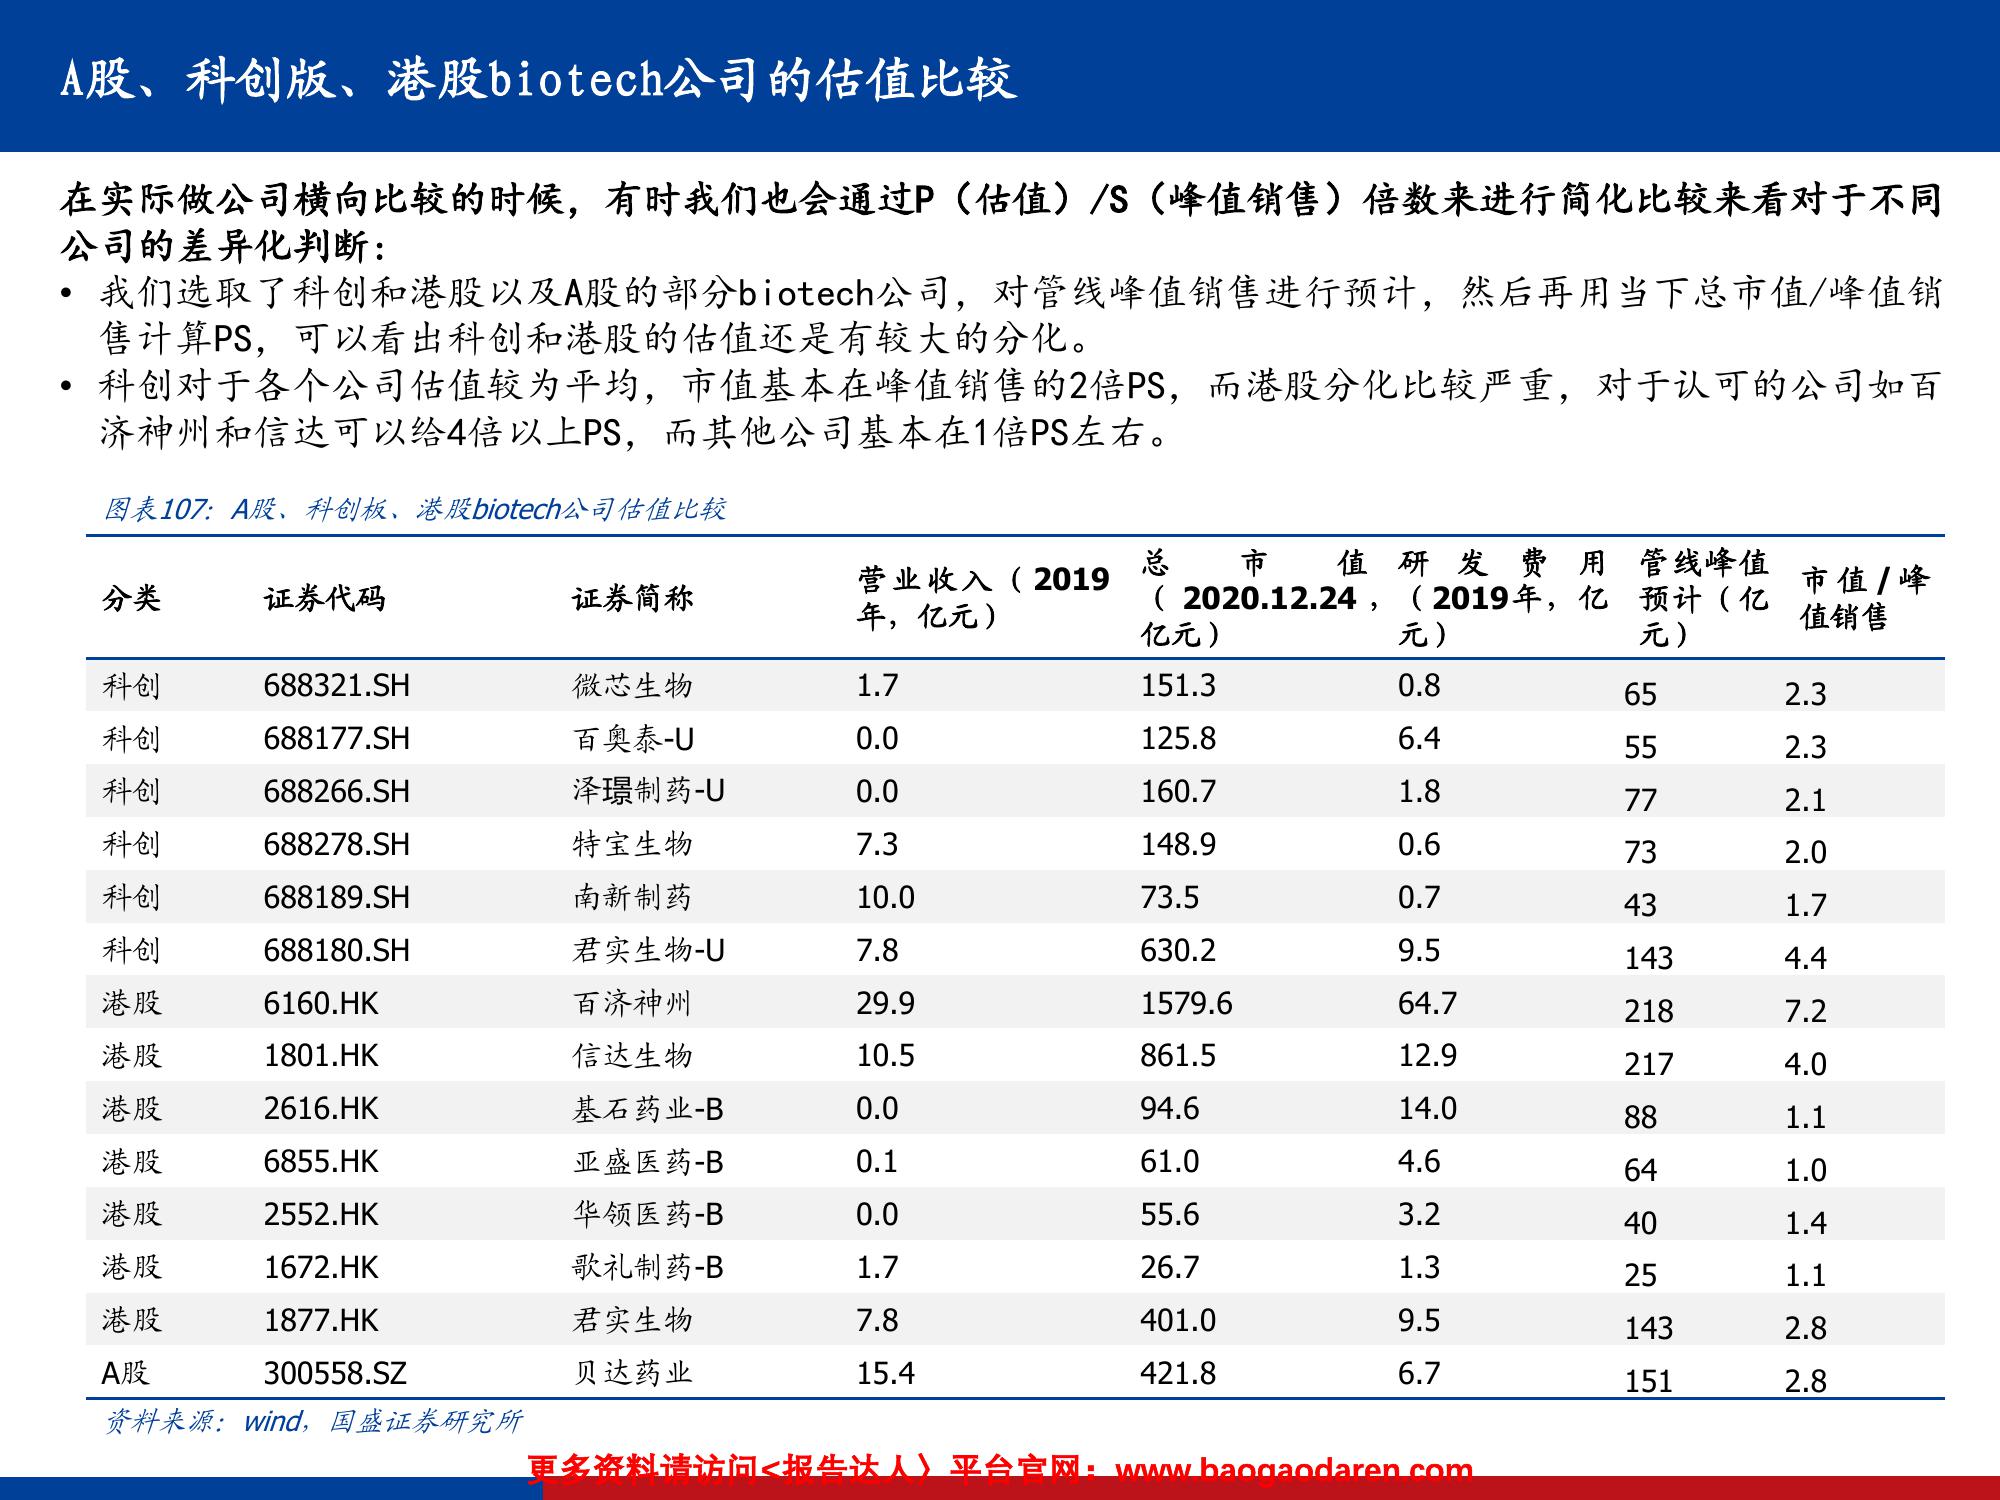 A股、科创版、港股biotech公司的估值比较
在实际做公司横向比较的时候，有时我们也会通过P（估值）/S（峰值销售）倍数来进行简化比较来看对于不同
公司的差异化判断：
• 我们选取了科创和港股以及A股的部分biotech公司，对管线峰值销售进行预计，然后再用当下总市值/峰值销
售计算PS，可以看出科创和港股的估值还是有较大的分化。
• 科创对于各个公司估值较为平均，市值基本在峰值销售的2倍PS，而港股分化比较严重，对于认可的公司如百
济神州和信达可以给4倍以上PS，而其他公司基本在1倍PS左右。
图表107：A股、科创板、港股biotech公司估值比较
分类 证券代码 证券简称 营业收入（2019年，亿元） 总市值（2020.12.24，亿元） 研发费用（2019年，亿元） 管线峰值预计（亿元） 市值/峰值销售
科创 688321.SH 微芯生物 1.7 151.3 0.8 65 2.3
科创 688177.SH 百奥泰-U 0.0 125.8 6.4 55 2.3
科创 688266.SH 泽璟制药-U 0.0 160.7 1.8 77 2.1
科创 688278.SH 特宝生物 7.3 148.9 0.6 73 2.0
科创 688189.SH 南新制药 10.0 73.5 0.7 43 1.7
科创 688180.SH 君实生物-U 7.8 630.2 9.5 143 4.4
港股 6160.HK 百济神州 29.9 1579.6 64.7 218 7.2
港股 1801.HK 信达生物 10.5 861.5 12.9 217 4.0
港股 2616.HK 基石药业-B 0.0 94.6 14.0 88 1.1
港股 6855.HK 亚盛医药-B 0.1 61.0 4.6 64 1.0
港股 2552.HK 华领医药-B 0.0 55.6 3.2 40 1.4
港股 1672.HK 歌礼制药-B 1.7 26.7 1.3 25 1.1
港股 1877.HK 君实生物 7.8 401.0 9.5 143 2.8
A股 300558.SZ 贝达药业 15.4 421.8 6.7 151 2.8
资料来源：wind，国盛证券研究所
更多资料请访问<报告达人〉平台官网：www.baogaodaren.com